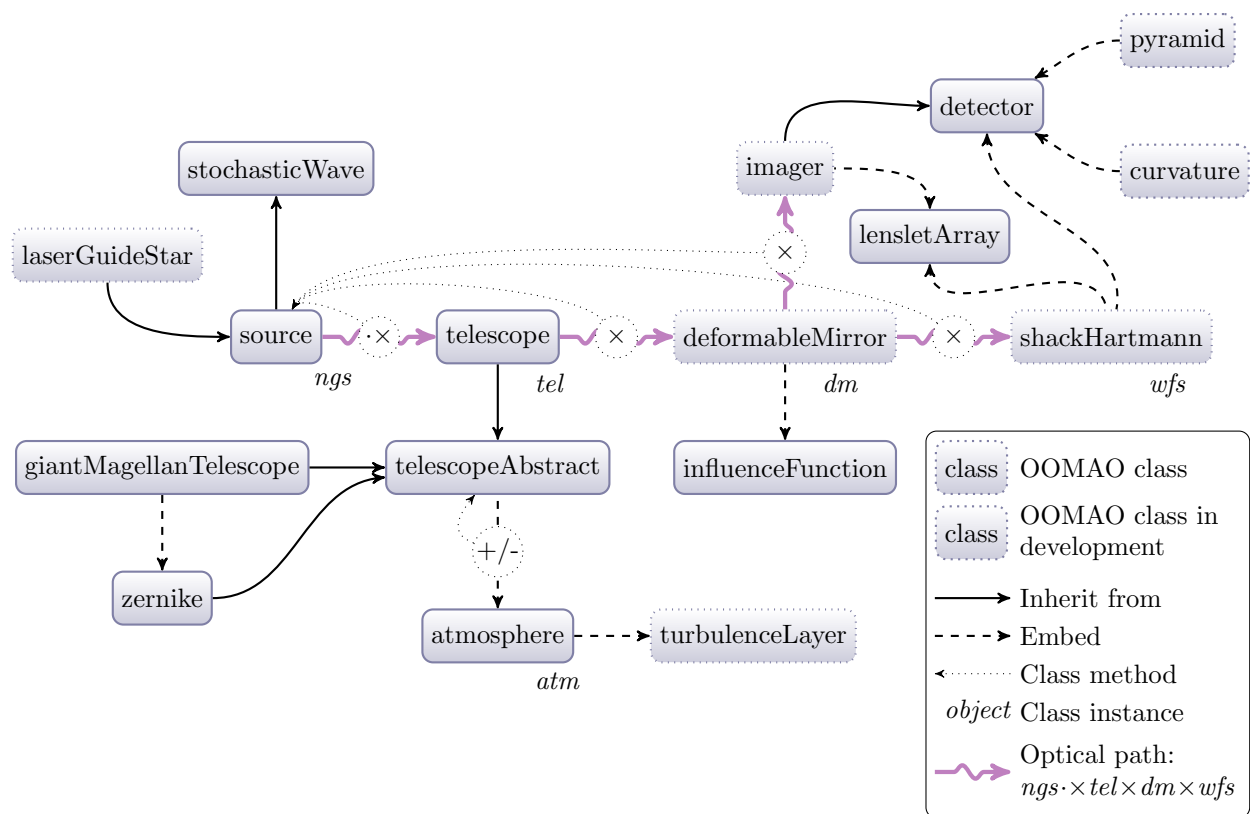 pyramid
detector
stochasticWave
imager
curvature
lensletArray
laserGuideStar
×
source
·×
telescope
×
deformableMirror
×
shackHartmann
ngs
tel
dm
wfs
giantMagellanTelescope
telescopeAbstract
influenceFunction
+/-
zernike
atmosphere
turbulenceLayer
atm
class OOMAO class
class OOMAO class in
development
Inherit from
Embed
Class method
object Class instance
Optical path:
ngs·×tel×dm×wfs